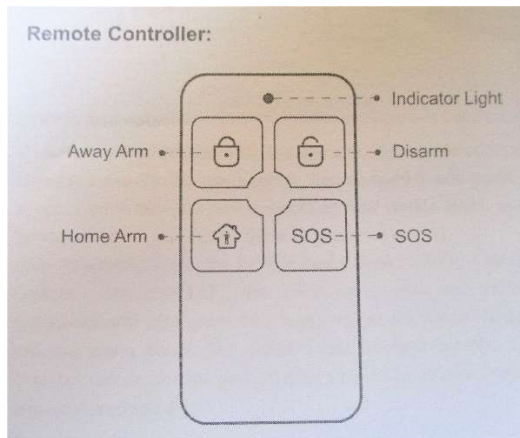 Remote Controller:
Indicator Light
Away Arm
Disarm
Home Arm
SOS
SOS